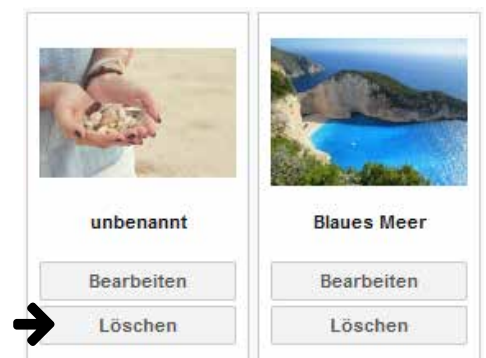 unbenannt
Bearbeiten
Löschen
Blaues Meer
Bearbeiten
Löschen